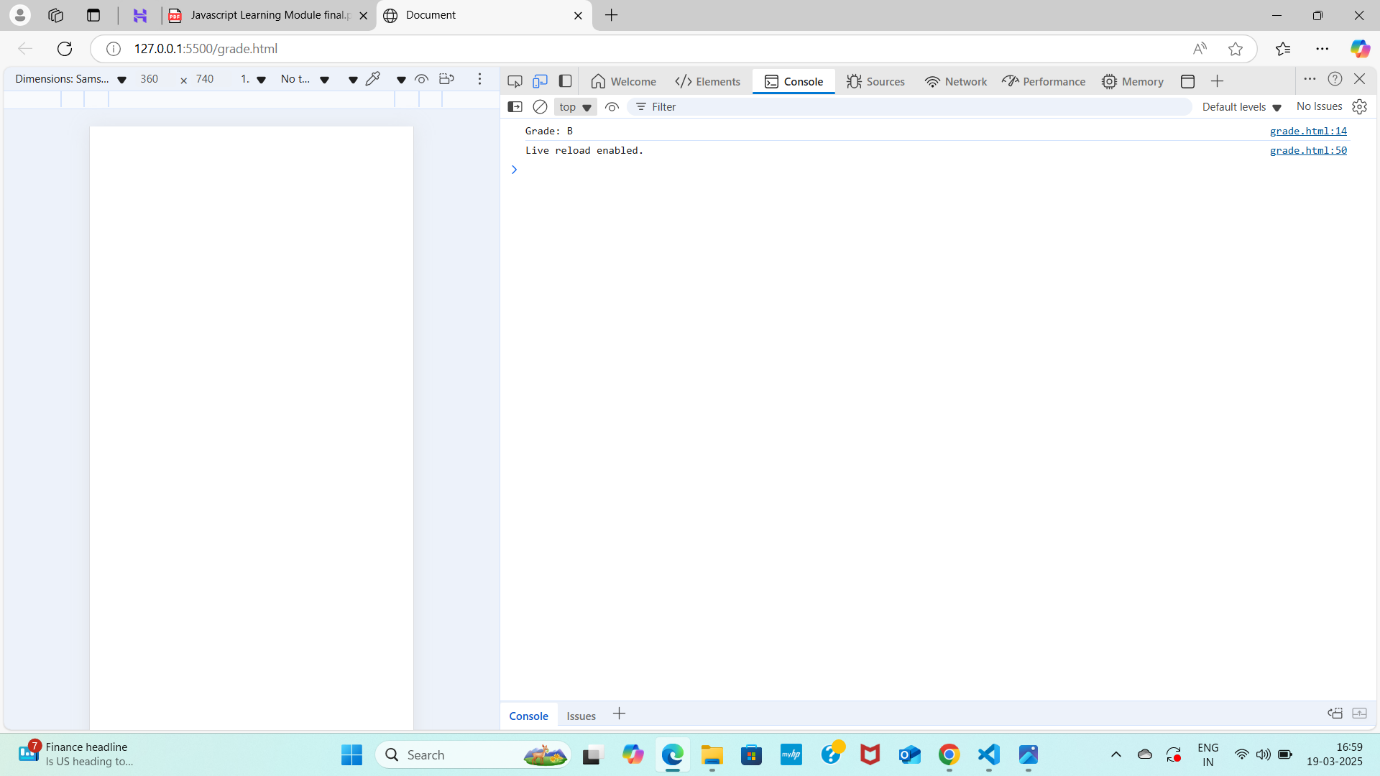 Javascript Learning Module final.p
Document
127.0.0.1:5500/grade.html
Dimensions: Sams... 360 × 740 1. No t...
Welcome Elements Console Sources Network Performance Memory
top Filter Default levels No Issues
Grade: B grade.html:14
Live reload enabled. grade.html:50
Console Issues
7 Finance headline
Is US heading to...
Search
myhp
ENG
IN
16:59
19-03-2025